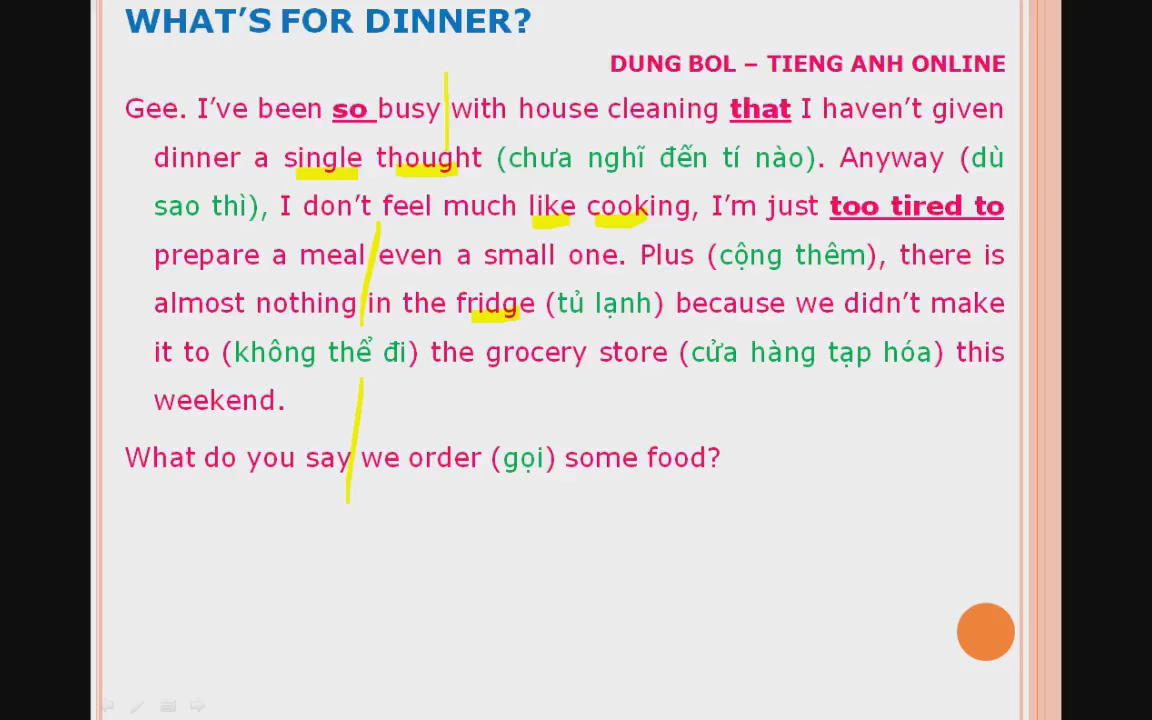 WHAT’S FOR DINNER?
DUNG BOL – TIENG ANH ONLINE
Gee. I’ve been so busy with house cleaning that I haven’t given
dinner a single thought (chưa nghĩ đến tí nào). Anyway (dù
sao thì), I don’t feel much like cooking, I’m just too tired to
prepare a meal even a small one. Plus (cộng thêm), there is
almost nothing in the fridge (tủ lạnh) because we didn’t make
it to (không thể đi) the grocery store (cửa hàng tạp hóa) this
weekend.
What do you say we order (gọi) some food?